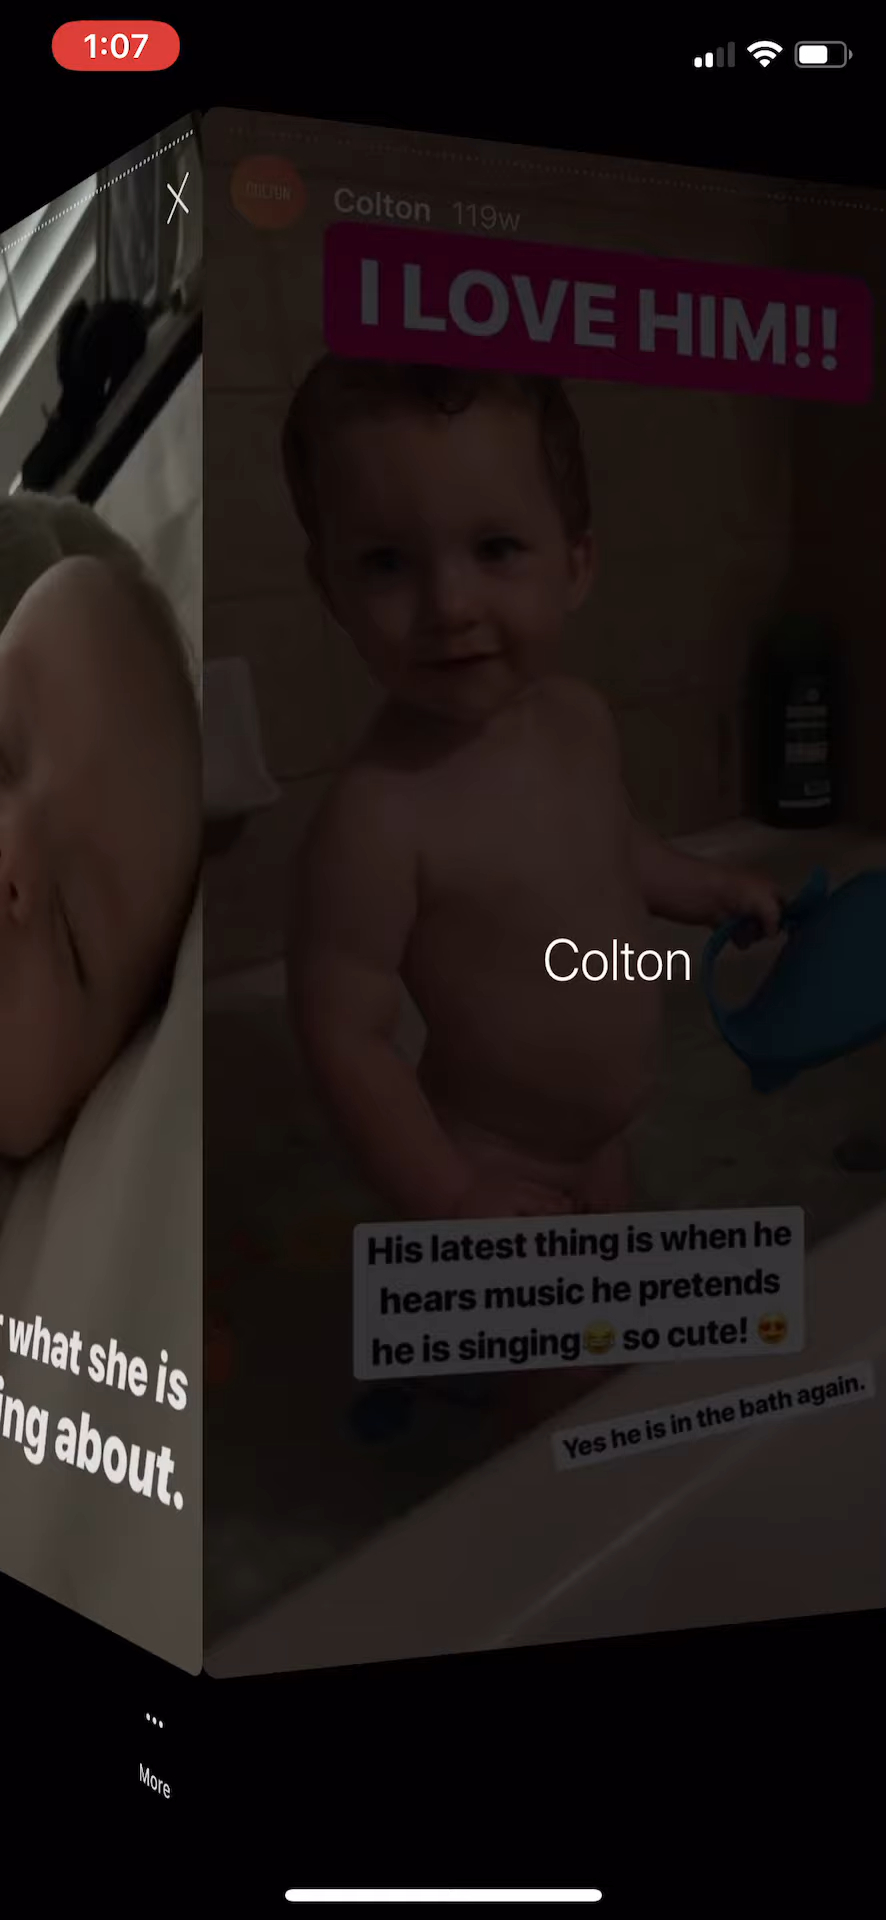 1:07
COLTON
Colton 119w
I LOVE HIM!!
Colton
His latest thing is when he
hears music he pretends
he is singing😂 so cute! 😍
Yes he is in the bath again.
what she is
ing about.
More